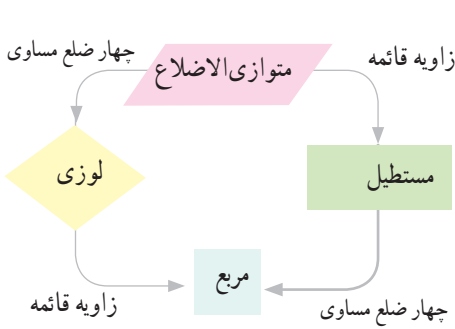 زاویه قائمه
متوازی‌الاضلاع
چهار ضلع مساوی
مستطیل
لوزی
مربع
چهار ضلع مساوی
زاویه قائمه